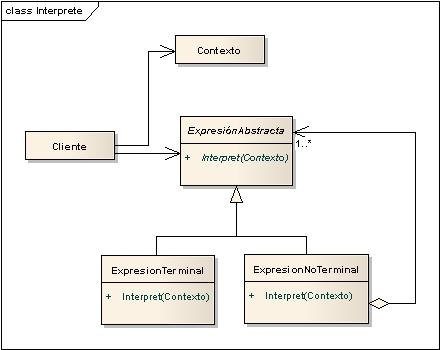 class Interprete
Contexto
Cliente
ExpresiónAbstracta
+ Interpret(Contexto)
1..*
ExpresionTerminal
+ Interpret(Contexto)
ExpresionNoTerminal
+ Interpret(Contexto)